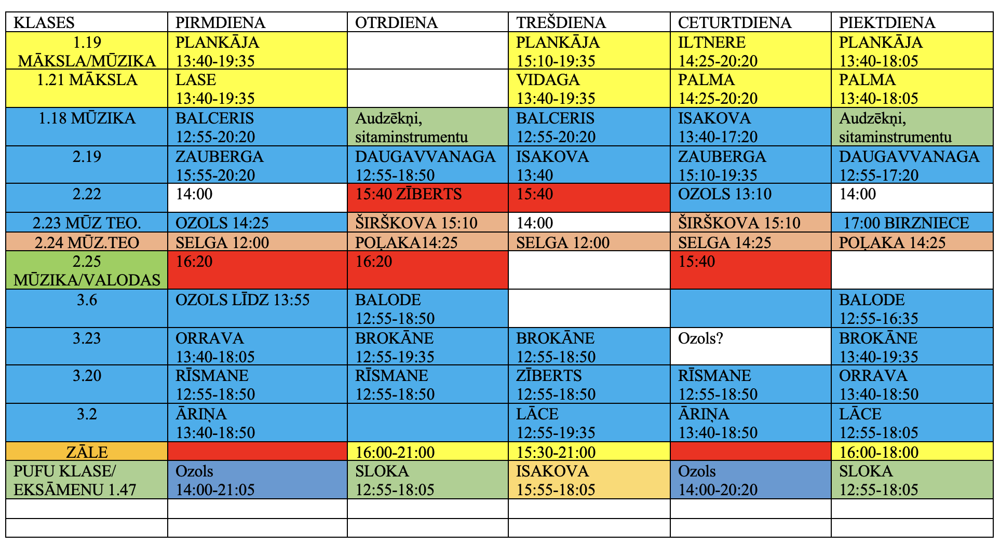 KLASES PIRMDIENA OTRDIENA TREŠDIENA CETURTDIENA PIEKTDIENA
1.19 PLANKĀJA PLANKĀJA ILTNERE PLANKĀJA
MĀKSLA/MŪZIKA 13:40-19:35 15:10-19:35 14:25-20:20 13:40-18:05
1.21 MĀKSLA LASE VIDAGA PALMA PALMA
13:40-19:35 13:40-19:35 14:25-20:20 13:40-18:05
1.18 MŪZIKA BALCERIS Audzēkņi, BALCERIS ISAKOVA Audzēkņi,
12:55-20:20 sitaminstrumentu 12:55-20:20 13:40-17:20 sitaminstrumentu
2.19 ZAUBERGA DAUGAVVANAGA ISAKOVA ZAUBERGA DAUGAVVANAGA
15:55-20:20 12:55-18:50 13:40 15:10-19:35 12:55-17:20
2.22 14:00 15:40 ZĪBERTS 15:40 OZOLS 13:10 14:00
2.23 MŪZ TEO. OZOLS 14:25 ŠIRŠKOVA 15:10 14:00 ŠIRŠKOVA 15:10 17:00 BIRZNIECE
2.24 MŪZ.TEO SELGA 12:00 POĻAKA14:25 SELGA 12:00 SELGA 14:25 POĻAKA 14:25
2.25 16:20 16:20 15:40
MŪZIKA/VALODAS
3.6 OZOLS LĪDZ 13:55 BALODE BALODE
12:55-18:50 12:55-16:35
3.23 ORRAVA BROKĀNE BROKĀNE Ozols? BROKĀNE
13:40-18:05 12:55-19:35 12:55-18:50 13:40-19:35
3.20 RĪSMANE RĪSMANE ZĪBERTS RĪSMANE ORRAVA
12:55-18:50 12:55-18:50 12:55-18:50 12:55-18:50 13:40-18:50
3.2 ĀRIŅA LĀCE ĀRIŅA LĀCE
13:40-18:50 12:55-19:35 13:40-18:50 12:55-18:05
ZĀLE 16:00-21:00 15:30-21:00 16:00-18:00
PUFU KLASE/ Ozols SLOKA ISAKOVA Ozols SLOKA
EKSĀMENU 1.47 14:00-21:05 12:55-18:05 15:55-18:05 14:00-20:20 12:55-18:05